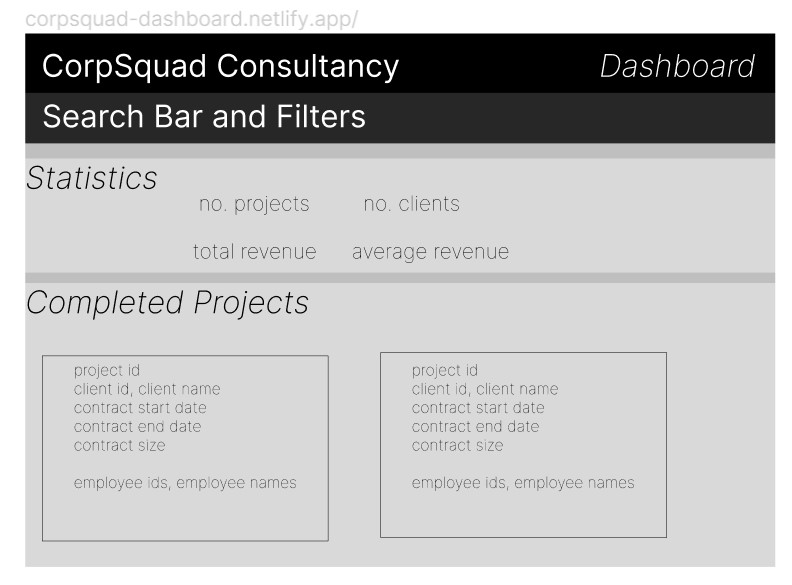 corpsquad-dashboard.netlify.app/
CorpSquad Consultancy Dashboard
Search Bar and Filters
Statistics
no. projects no. clients
total revenue average revenue
Completed Projects
project id
client id, client name
contract start date
contract end date
contract size
employee ids, employee names
project id
client id, client name
contract start date
contract end date
contract size
employee ids, employee names